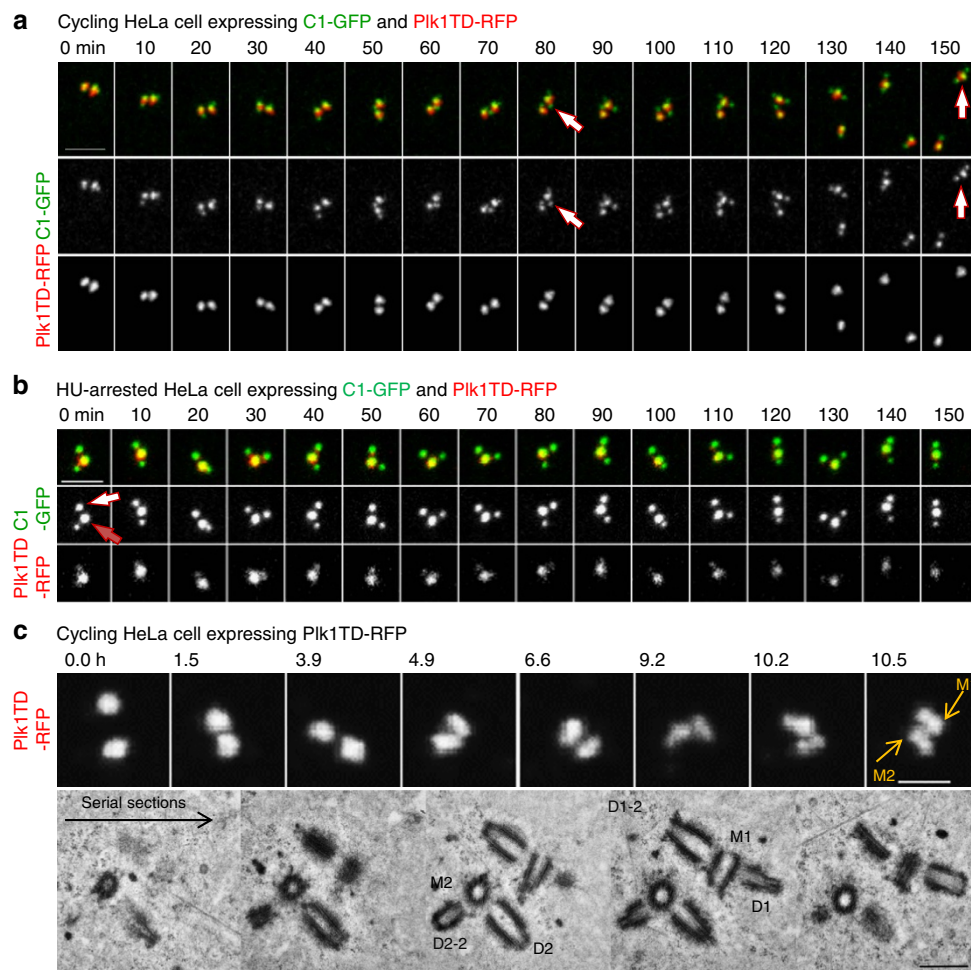 a
Cycling HeLa cell expressing C1-GFP and Plk1TD-RFP
0 min 10 20 30 40 50 60 70 80 90 100 110 120 130 140 150
C1-GFP
Plk1TD-RFP
b
HU-arrested HeLa cell expressing C1-GFP and Plk1TD-RFP
0 min 10 20 30 40 50 60 70 80 90 100 110 120 130 140 150
C1
-GFP
Plk1TD
-RFP
c
Cycling HeLa cell expressing Plk1TD-RFP
0.0 h 1.5 3.9 4.9 6.6 9.2 10.2 10.5
Plk1TD
-RFP
M
M2
Serial sections
D1-2
M1
M2
D1
D2-2
D2